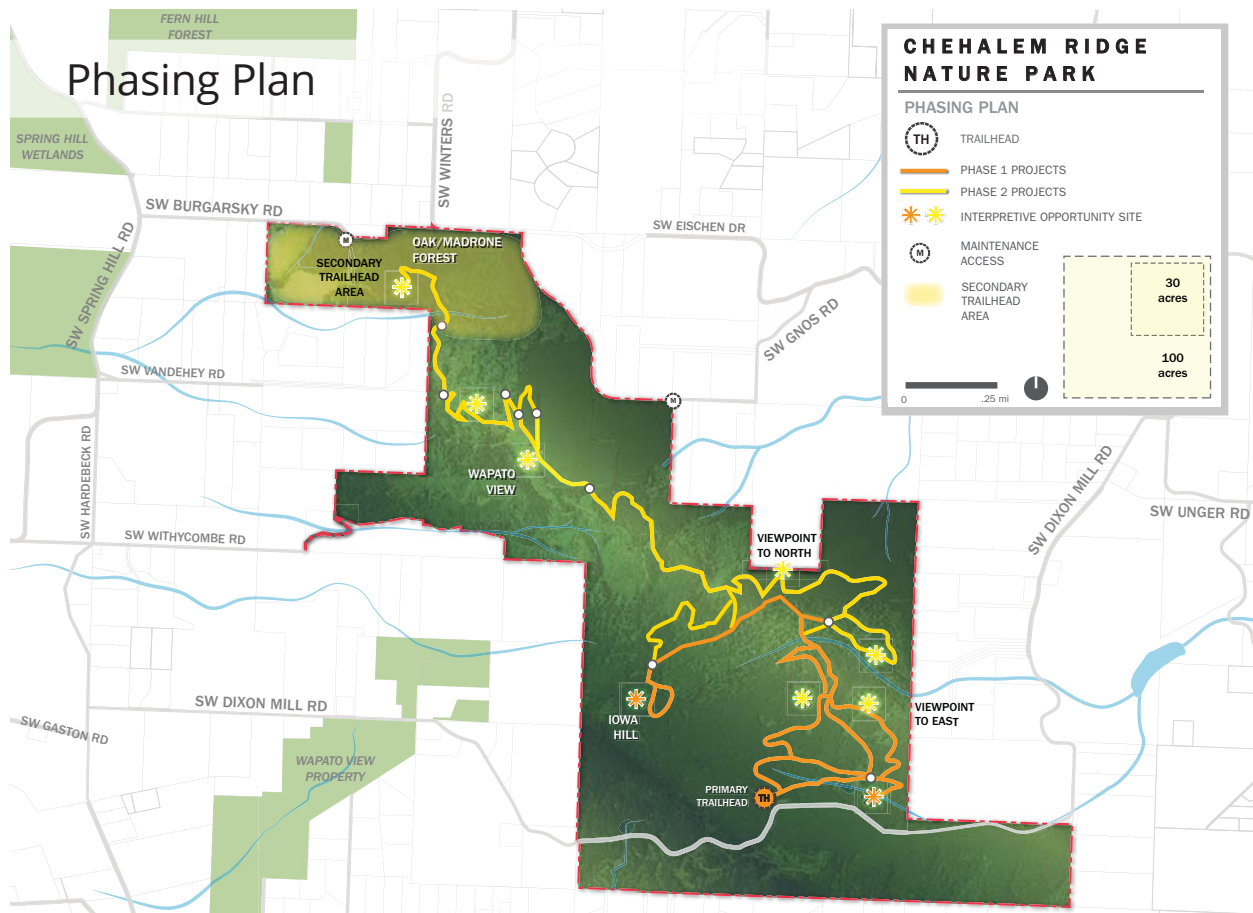 FERN HILL
FOREST
Phasing Plan
SPRING HILL
WETLANDS
SW WINTERS RD
SW BURGARSKY RD
SW SPRING HILL RD
SW EISCHEN DR
OAK/MADRONE
FOREST
M
SECONDARY
TRAILHEAD
AREA
SW GNOS RD
SW VANDEHEY RD
M
SW HARDEBECK RD
WAPATO
VIEW
SW WITHYCOMBE RD
SW DIXON MILL RD
SW UNGER RD
VIEWPOINT
TO NORTH
SW DIXON MILL RD
SW GASTON RD
WAPATO VIEW
PROPERTY
IOWA
HILL
VIEWPOINT
TO EAST
PRIMARY
TRAILHEAD
TH
CHEHALEM RIDGE
NATURE PARK
PHASING PLAN
TH
TRAILHEAD
PHASE 1 PROJECTS
PHASE 2 PROJECTS
INTERPRETIVE OPPORTUNITY SITE
M
MAINTENANCE
ACCESS
SECONDARY
TRAILHEAD
AREA
30
acres
100
acres
0 .25 mi